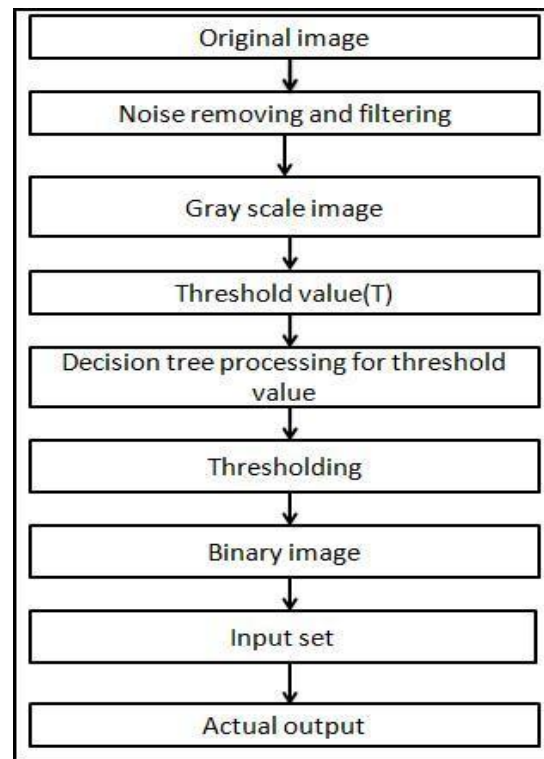 Original image
Noise removing and filtering
Gray scale image
Threshold value(T)
Decision tree processing for threshold
value
Thresholding
Binary image
Input set
Actual output